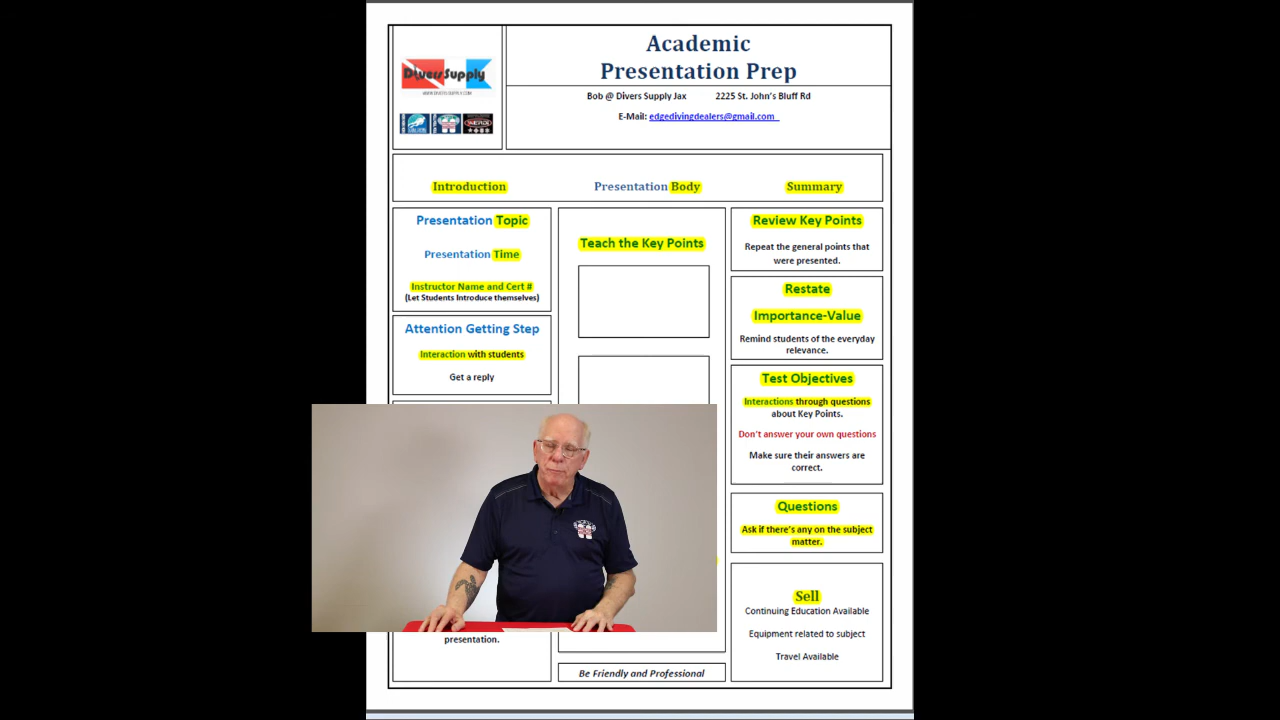 Divers Supply
WWW.DIVERSSUPPLY.COM
Academic
Presentation Prep
Bob @ Divers Supply Jax 2225 St. John's Bluff Rd
E-Mail: edgedivingdealers@gmail.com
Introduction Presentation Body Summary
Presentation Topic
Presentation Time
Instructor Name and Cert #
(Let Students Introduce themselves)
Attention Getting Step
Interaction with students
Get a reply
presentation.
Teach the Key Points
Be Friendly and Professional
Review Key Points
Repeat the general points that
were presented.
Restate
Importance-Value
Remind students of the everyday
relevance.
Test Objectives
Interactions through questions
about Key Points.
Don't answer your own questions
Make sure their answers are
correct.
Questions
Ask if there's any on the subject
matter.
Sell
Continuing Education Available
Equipment related to subject
Travel Available